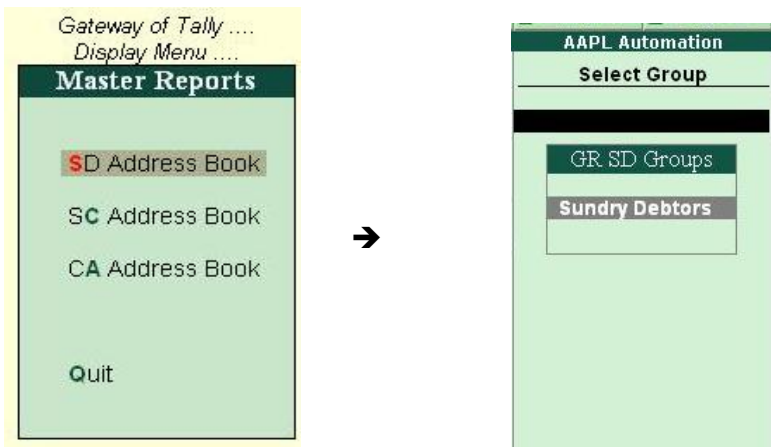 Gateway of Tally ....
Display Menu ....
Master Reports
SD Address Book
SC Address Book
CA Address Book
Quit
➔
AAPL Automation
Select Group
GR SD Groups
Sundry Debtors